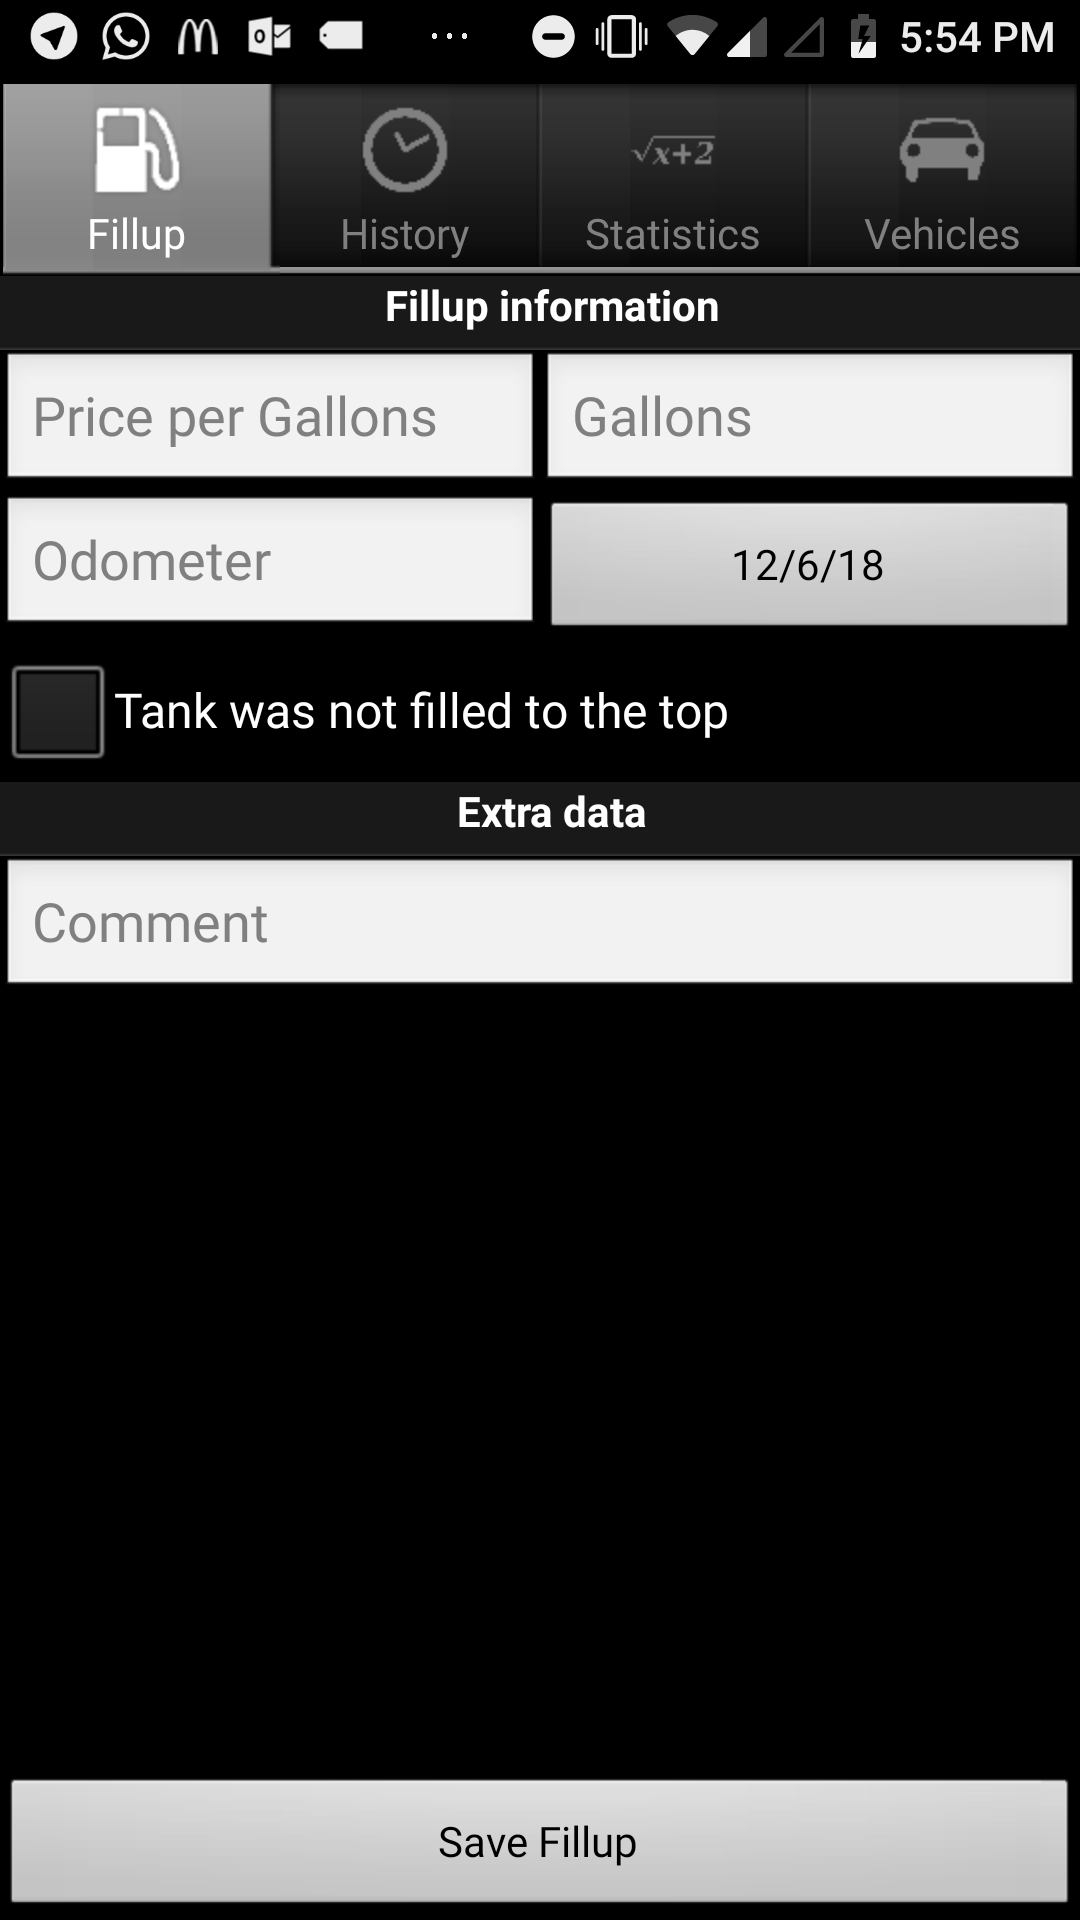 5:54 PM
Fillup
History
√x+2
Statistics
Vehicles
Fillup information
Price per Gallons
Gallons
Odometer
12/6/18
Tank was not filled to the top
Extra data
Comment
Save Fillup